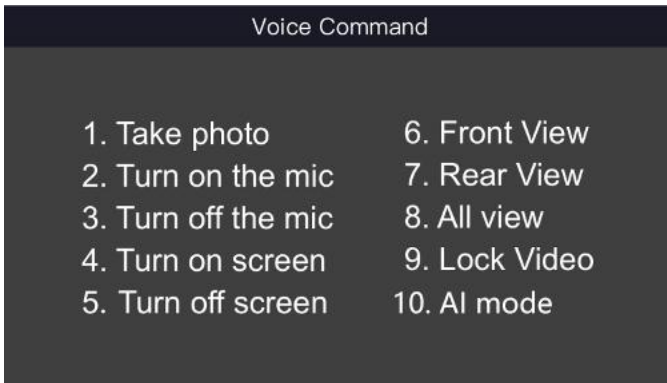 Voice Command
1. Take photo
2. Turn on the mic
3. Turn off the mic
4. Turn on screen
5. Turn off screen
6. Front View
7. Rear View
8. All view
9. Lock Video
10. AI mode